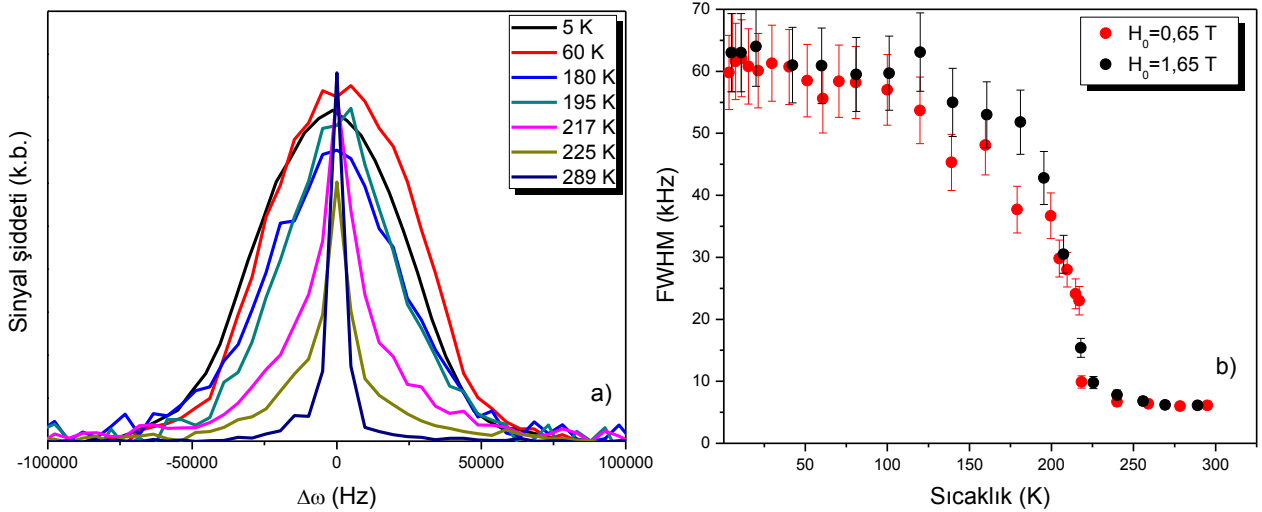 Sinyal şiddeti (k.b.)
5 K
60 K
180 K
195 K
217 K
225 K
289 K
a)
-100000 -50000 0 50000 100000
Δω (Hz)
FWHM (kHz)
70
60
50
40
30
20
10
0
H₀=0,65 T
H₀=1,65 T
b)
50 100 150 200 250 300
Sıcaklık (K)